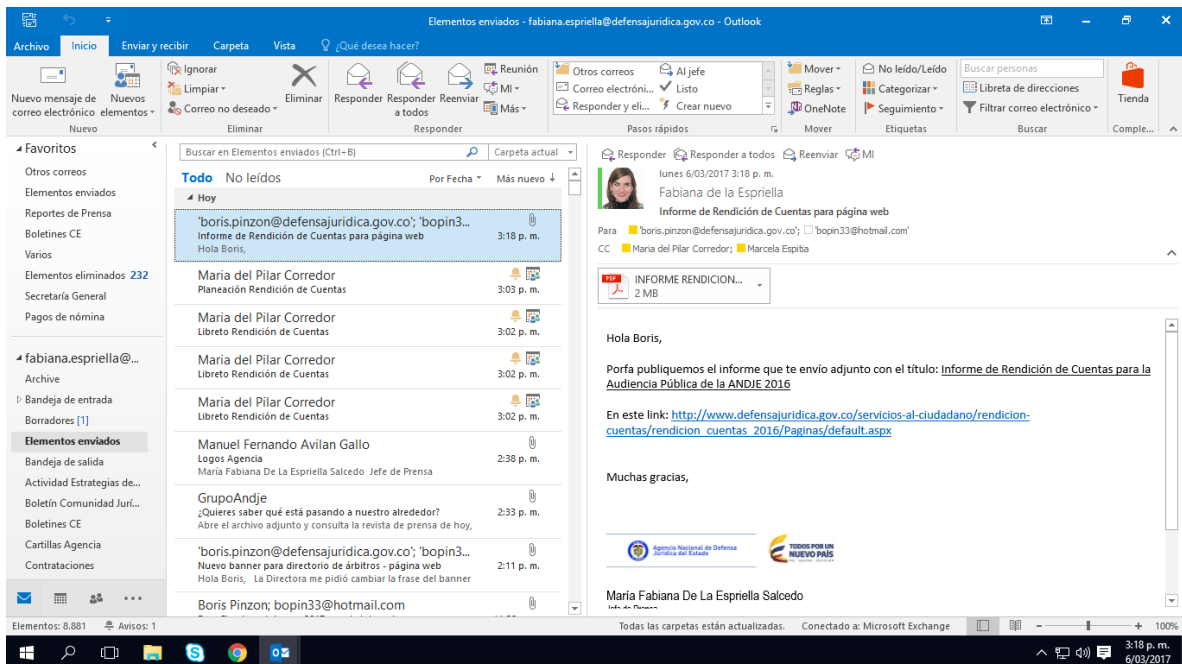 Elementos enviados - fabiana.espriella@defensajuridica.gov.co - Outlook
Archivo Inicio Enviar y recibir Carpeta Vista ¿Qué desea hacer?
Nuevo mensaje de correo electrónico
Nuevos elementos
Nuevo
Ignorar
Limpiar
Correo no deseado
Eliminar
Eliminar
Responder
Responder a todos
Reenviar
Reunión
MI
Más
Responder
Otros correos
Correo electróni...
Responder y eli...
Al jefe
Listo
Crear nuevo
Pasos rápidos
Mover
Reglas
OneNote
Mover
No leído/Leído
Categorizar
Seguimiento
Etiquetas
Buscar personas
Libreta de direcciones
Filtrar correo electrónico
Buscar
Tienda
Comple...
Favoritos
Otros correos
Elementos enviados
Reportes de Prensa
Boletines CE
Varios
Elementos eliminados 232
Secretaría General
Pagos de nómina
fabiana.espriella@...
Archive
Bandeja de entrada
Borradores [1]
Elementos enviados
Bandeja de salida
Actividad Estrategias de...
Boletín Comunidad Jurí...
Boletines CE
Cartillas Agencia
Contrataciones
Buscar en Elementos enviados (Ctrl+B) Carpeta actual
Todo No leídos Por Fecha Más nuevo
Hoy
'boris.pinzon@defensajuridica.gov.co'; 'bopin3...
Informe de Rendición de Cuentas para página web 3:18 p. m.
Hola Boris,
Maria del Pilar Corredor
Planeación Rendición de Cuentas 3:03 p. m.
Maria del Pilar Corredor
Libreto Rendición de Cuentas 3:02 p. m.
Maria del Pilar Corredor
Libreto Rendición de Cuentas 3:02 p. m.
Maria del Pilar Corredor
Libreto Rendición de Cuentas 3:02 p. m.
Manuel Fernando Avilan Gallo
Logos Agencia 2:38 p. m.
María Fabiana De La Espriella Salcedo Jefe de Prensa
GrupoAndje
¿Quieres saber qué está pasando a nuestro alrededor? 2:33 p. m.
Abre el archivo adjunto y consulta la revista de prensa de hoy,
'boris.pinzon@defensajuridica.gov.co'; 'bopin3...
Nuevo banner para directorio de árbitros - página web 2:11 p. m.
Hola Boris, La Directora me pidió cambiar la frase del banner
Boris Pinzon; bopin33@hotmail.com
Responder Responder a todos Reenviar MI
lunes 6/03/2017 3:18 p. m.
Fabiana de la Espriella
Informe de Rendición de Cuentas para página web
Para 'boris.pinzon@defensajuridica.gov.co'; 'bopin33@hotmail.com'
CC Maria del Pilar Corredor; Marcela Espitia
PDF
INFORME RENDICION...
2 MB
Hola Boris,
Porfa publiquemos el informe que te envío adjunto con el título: Informe de Rendición de Cuentas para la
Audiencia Pública de la ANDJE 2016
En este link: http://www.defensajuridica.gov.co/servicios-al-ciudadano/rendicion-
cuentas/rendicion_cuentas_2016/Paginas/default.aspx
Muchas gracias,
Agencia Nacional de Defensa
Jurídica del Estado
TODOS POR UN
NUEVO PAÍS
PAZ EQUIDAD EDUCACIÓN
María Fabiana De La Espriella Salcedo
Jefe de Prensa
Elementos: 8.881 Avisos: 1 Todas las carpetas están actualizadas. Conectado a: Microsoft Exchange 100%
3:18 p. m.
6/03/2017